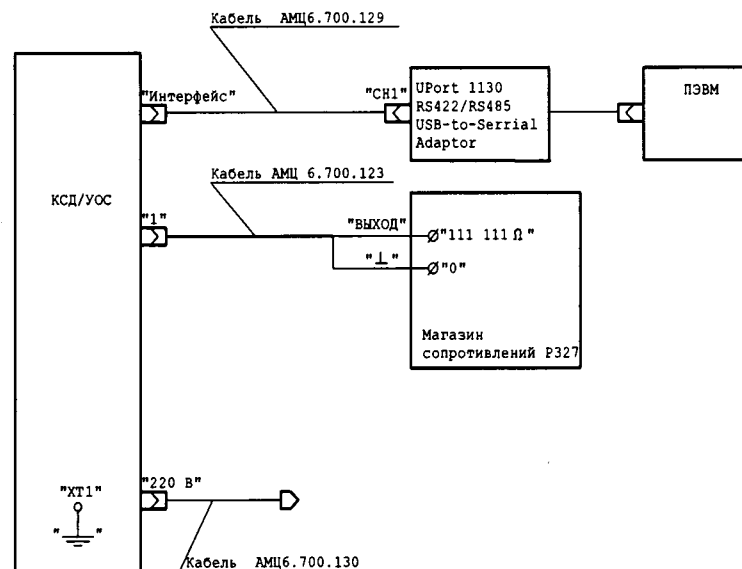 Кабель АМЦ6.700.129
"Интерфейс"
"CH1"
UPort 1130
RS422/RS485
USB-to-Serrial
Adaptor
ПЭВМ
КСД/УОС
Кабель АМЦ 6.700.123
"1"
"ВЫХОД"
"111 111 Ω"
"⊥"
"0"
Магазин
сопротивлений Р327
"220 В"
"XT1"
" "
Кабель АМЦ6.700.130